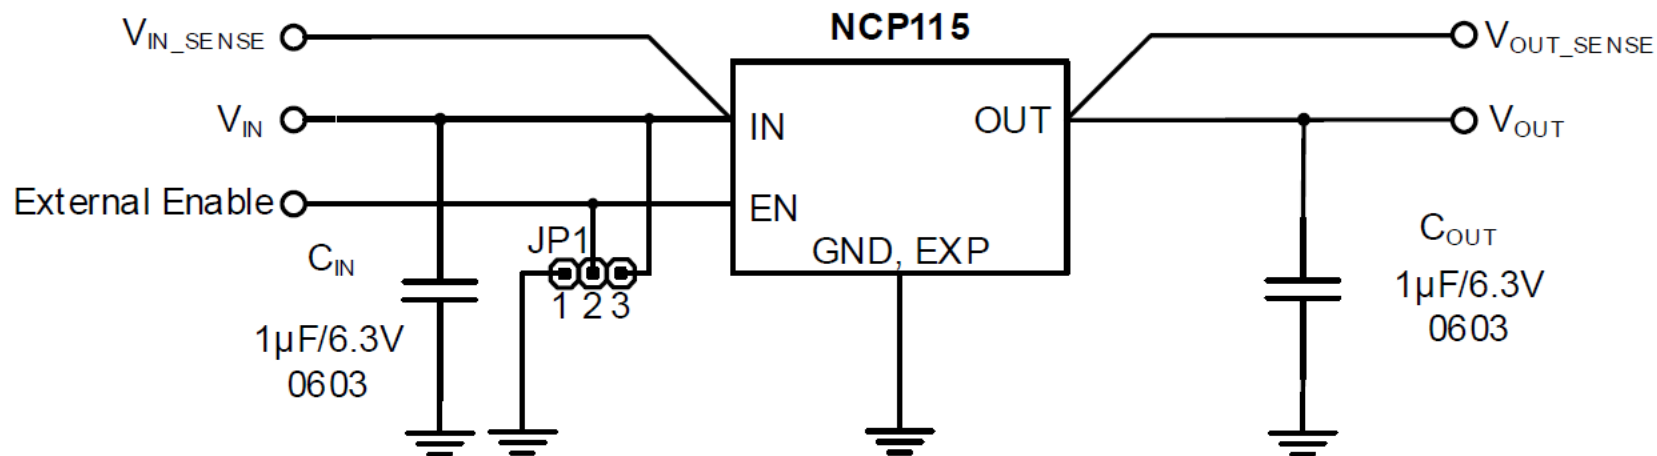 NCP115
VIN_SENSE
VOUT_SENSE
VIN
IN
OUT
VOUT
External Enable
EN
JP1
GND, EXP
CIN
1 2 3
1µF/6.3V
0603
COUT
1µF/6.3V
0603